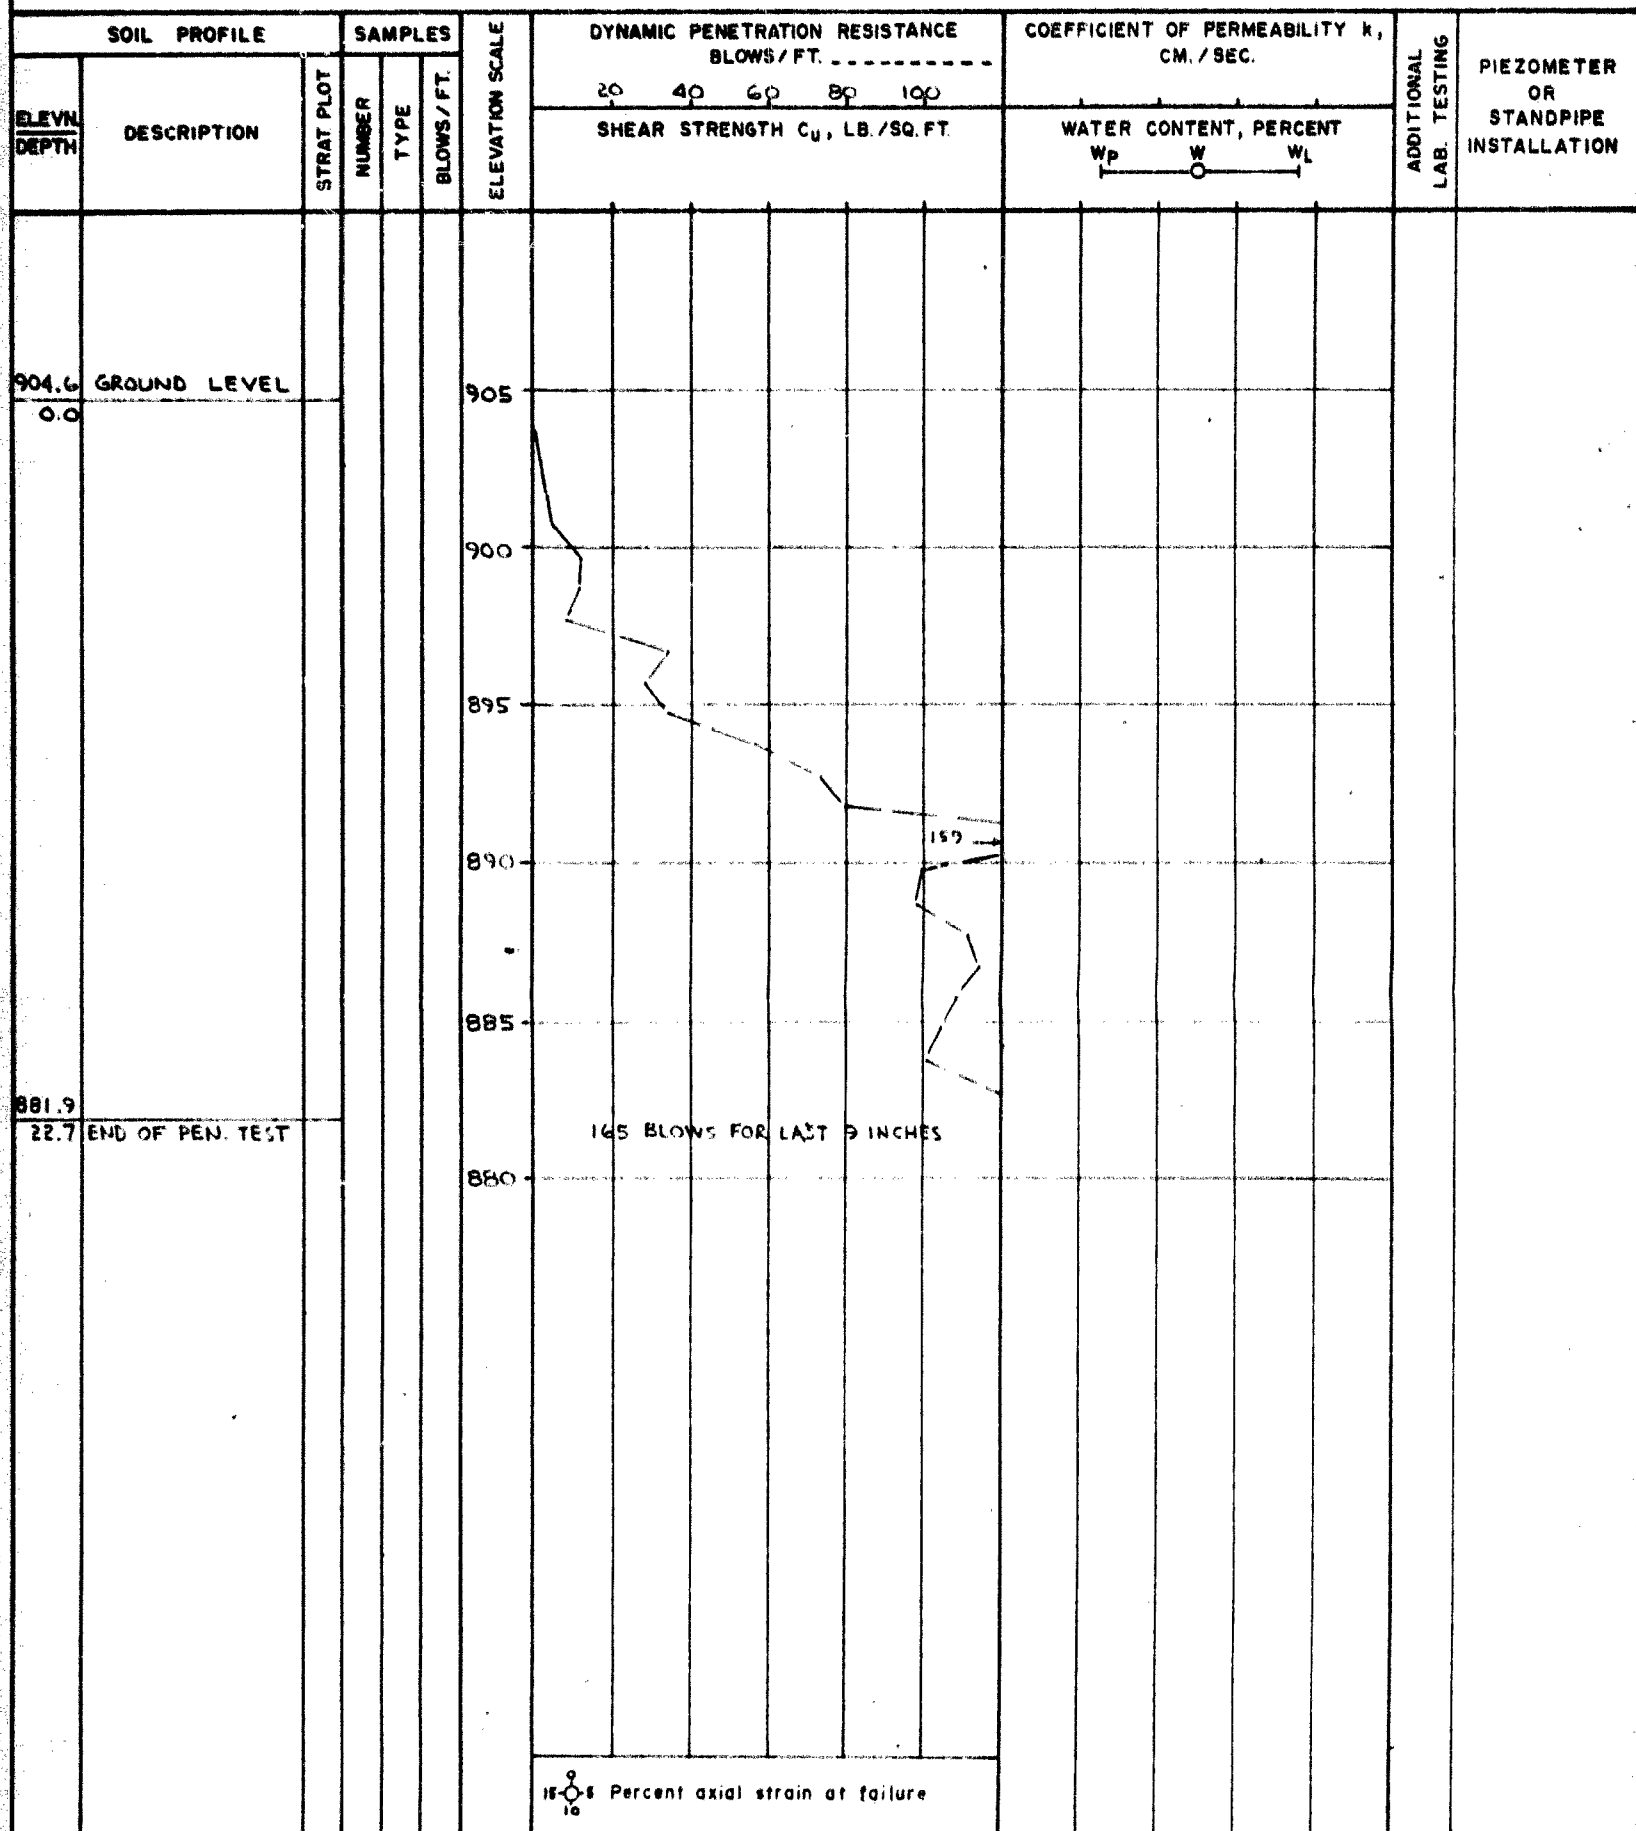 SOIL PROFILE
SAMPLES
ELEVN.
DEPTH
DESCRIPTION
STRAT PLOT
NUMBER
TYPE
BLOWS/FT.
ELEVATION SCALE
DYNAMIC PENETRATION RESISTANCE
BLOWS/FT. ----------
20 40 60 80 100
SHEAR STRENGTH Cu, LB./SQ.FT.
COEFFICIENT OF PERMEABILITY k,
CM./SEC.
WATER CONTENT, PERCENT
WP W WL
ADDITIONAL
LAB. TESTING
PIEZOMETER
OR
STANDPIPE
INSTALLATION
904.6 GROUND LEVEL
0.0
905
900
895
159
890
885
881.9
22.7 END OF PEN. TEST
165 BLOWS FOR LAST 9 INCHES
880
15 5 Percent axial strain at failure
10